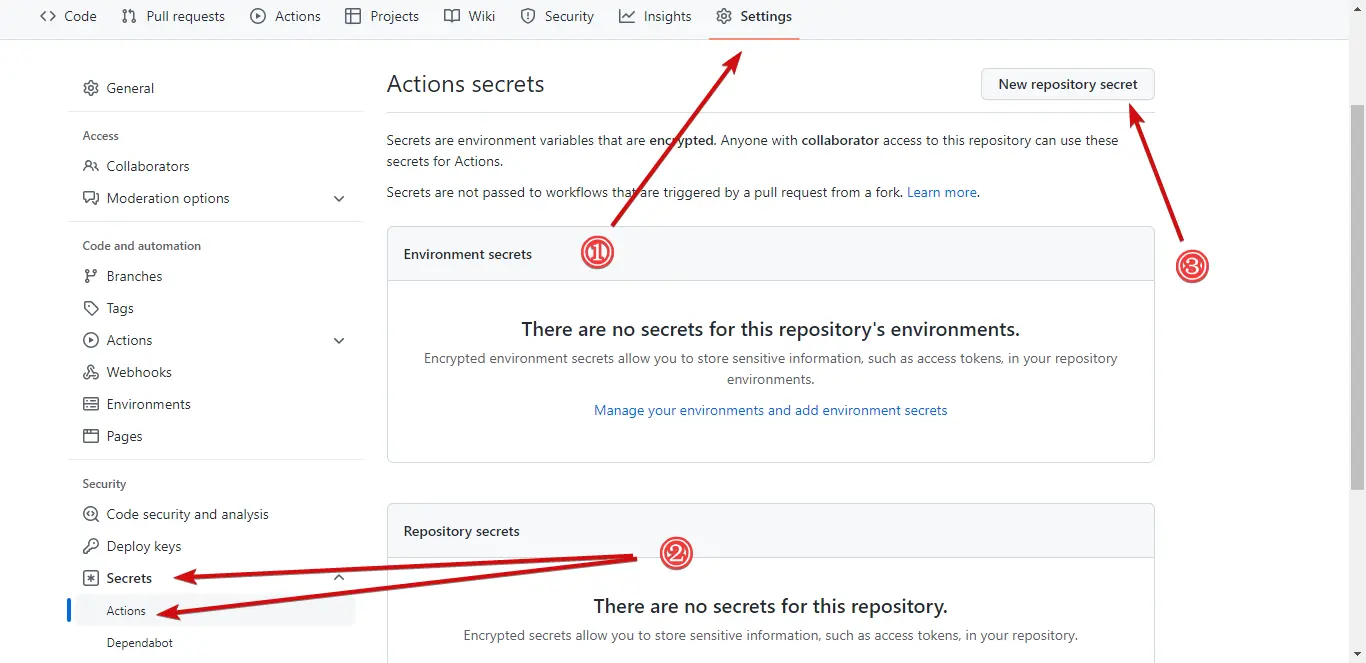 Code Pull requests Actions Projects Wiki Security Insights Settings
General
Access
Collaborators
Moderation options
Code and automation
Branches
Tags
Actions
Webhooks
Environments
Pages
Security
Code security and analysis
Deploy keys
Secrets
Actions
Dependabot
Actions secrets
New repository secret
Secrets are environment variables that are encrypted. Anyone with collaborator access to this repository can use these
secrets for Actions.
Secrets are not passed to workflows that are triggered by a pull request from a fork. Learn more.
Environment secrets
①
③
There are no secrets for this repository's environments.
Encrypted environment secrets allow you to store sensitive information, such as access tokens, in your repository
environments.
Manage your environments and add environment secrets
Repository secrets
②
There are no secrets for this repository.
Encrypted secrets allow you to store sensitive information, such as access tokens, in your repository.